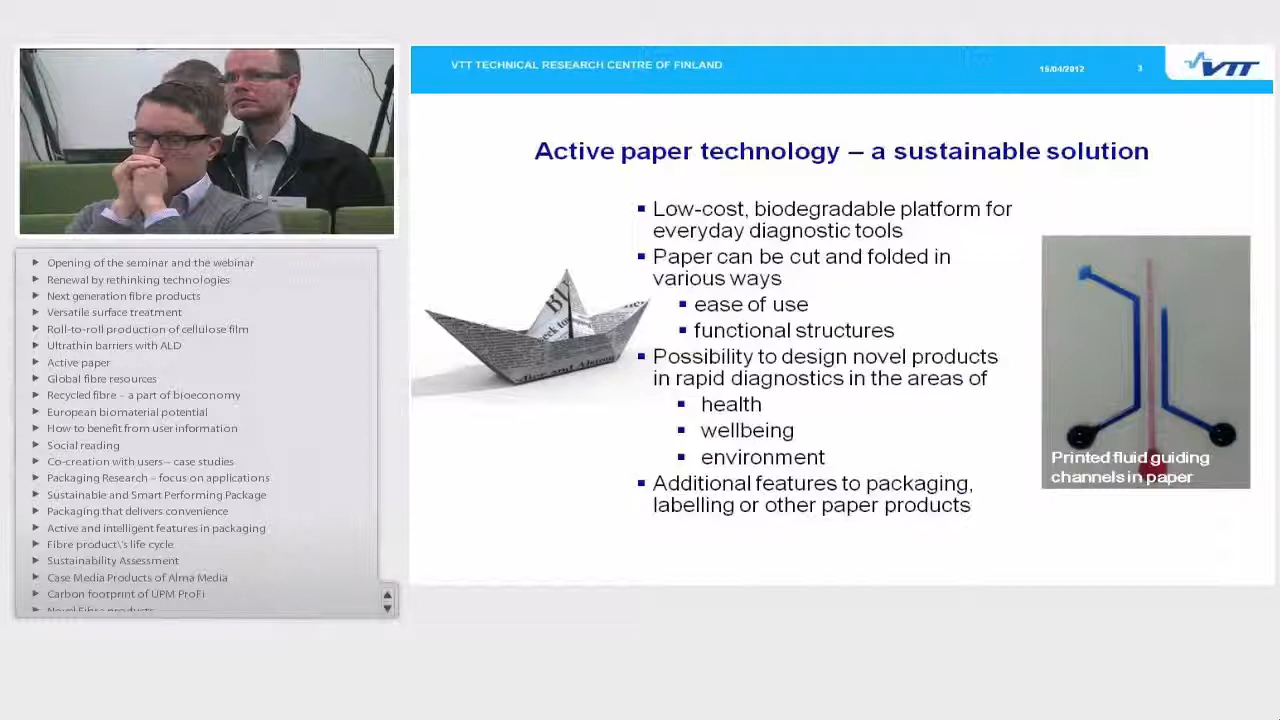 VTT TECHNICAL RESEARCH CENTRE OF FINLAND
16/04/2012
3
VTT
Active paper technology – a sustainable solution
Low-cost, biodegradable platform for
everyday diagnostic tools
Paper can be cut and folded in
various ways
ease of use
functional structures
Possibility to design novel products
in rapid diagnostics in the areas of
health
wellbeing
environment
Additional features to packaging,
labelling or other paper products
Printed fluid guiding
channels in paper
Opening of the seminar and the webinar
Renewal by rethinking technologies
Next generation fibre products
Versatile surface treatment
Roll-to-roll production of cellulose film
Ultrathin barriers with ALD
Active paper
Global fibre resources
Recycled fibre – a part of bioeconomy
European biomaterial potential
How to benefit from user information
Social reading
Co-creation with users– case studies
Packaging Research – focus on applications
Sustainable and Smart Performing Package
Packaging that delivers convenience
Active and intelligent features in packaging
Fibre product\'s life cycle
Sustainability Assessment
Case Media Products of Alma Media
Carbon footprint of UPM ProFi
Novel Fibre products